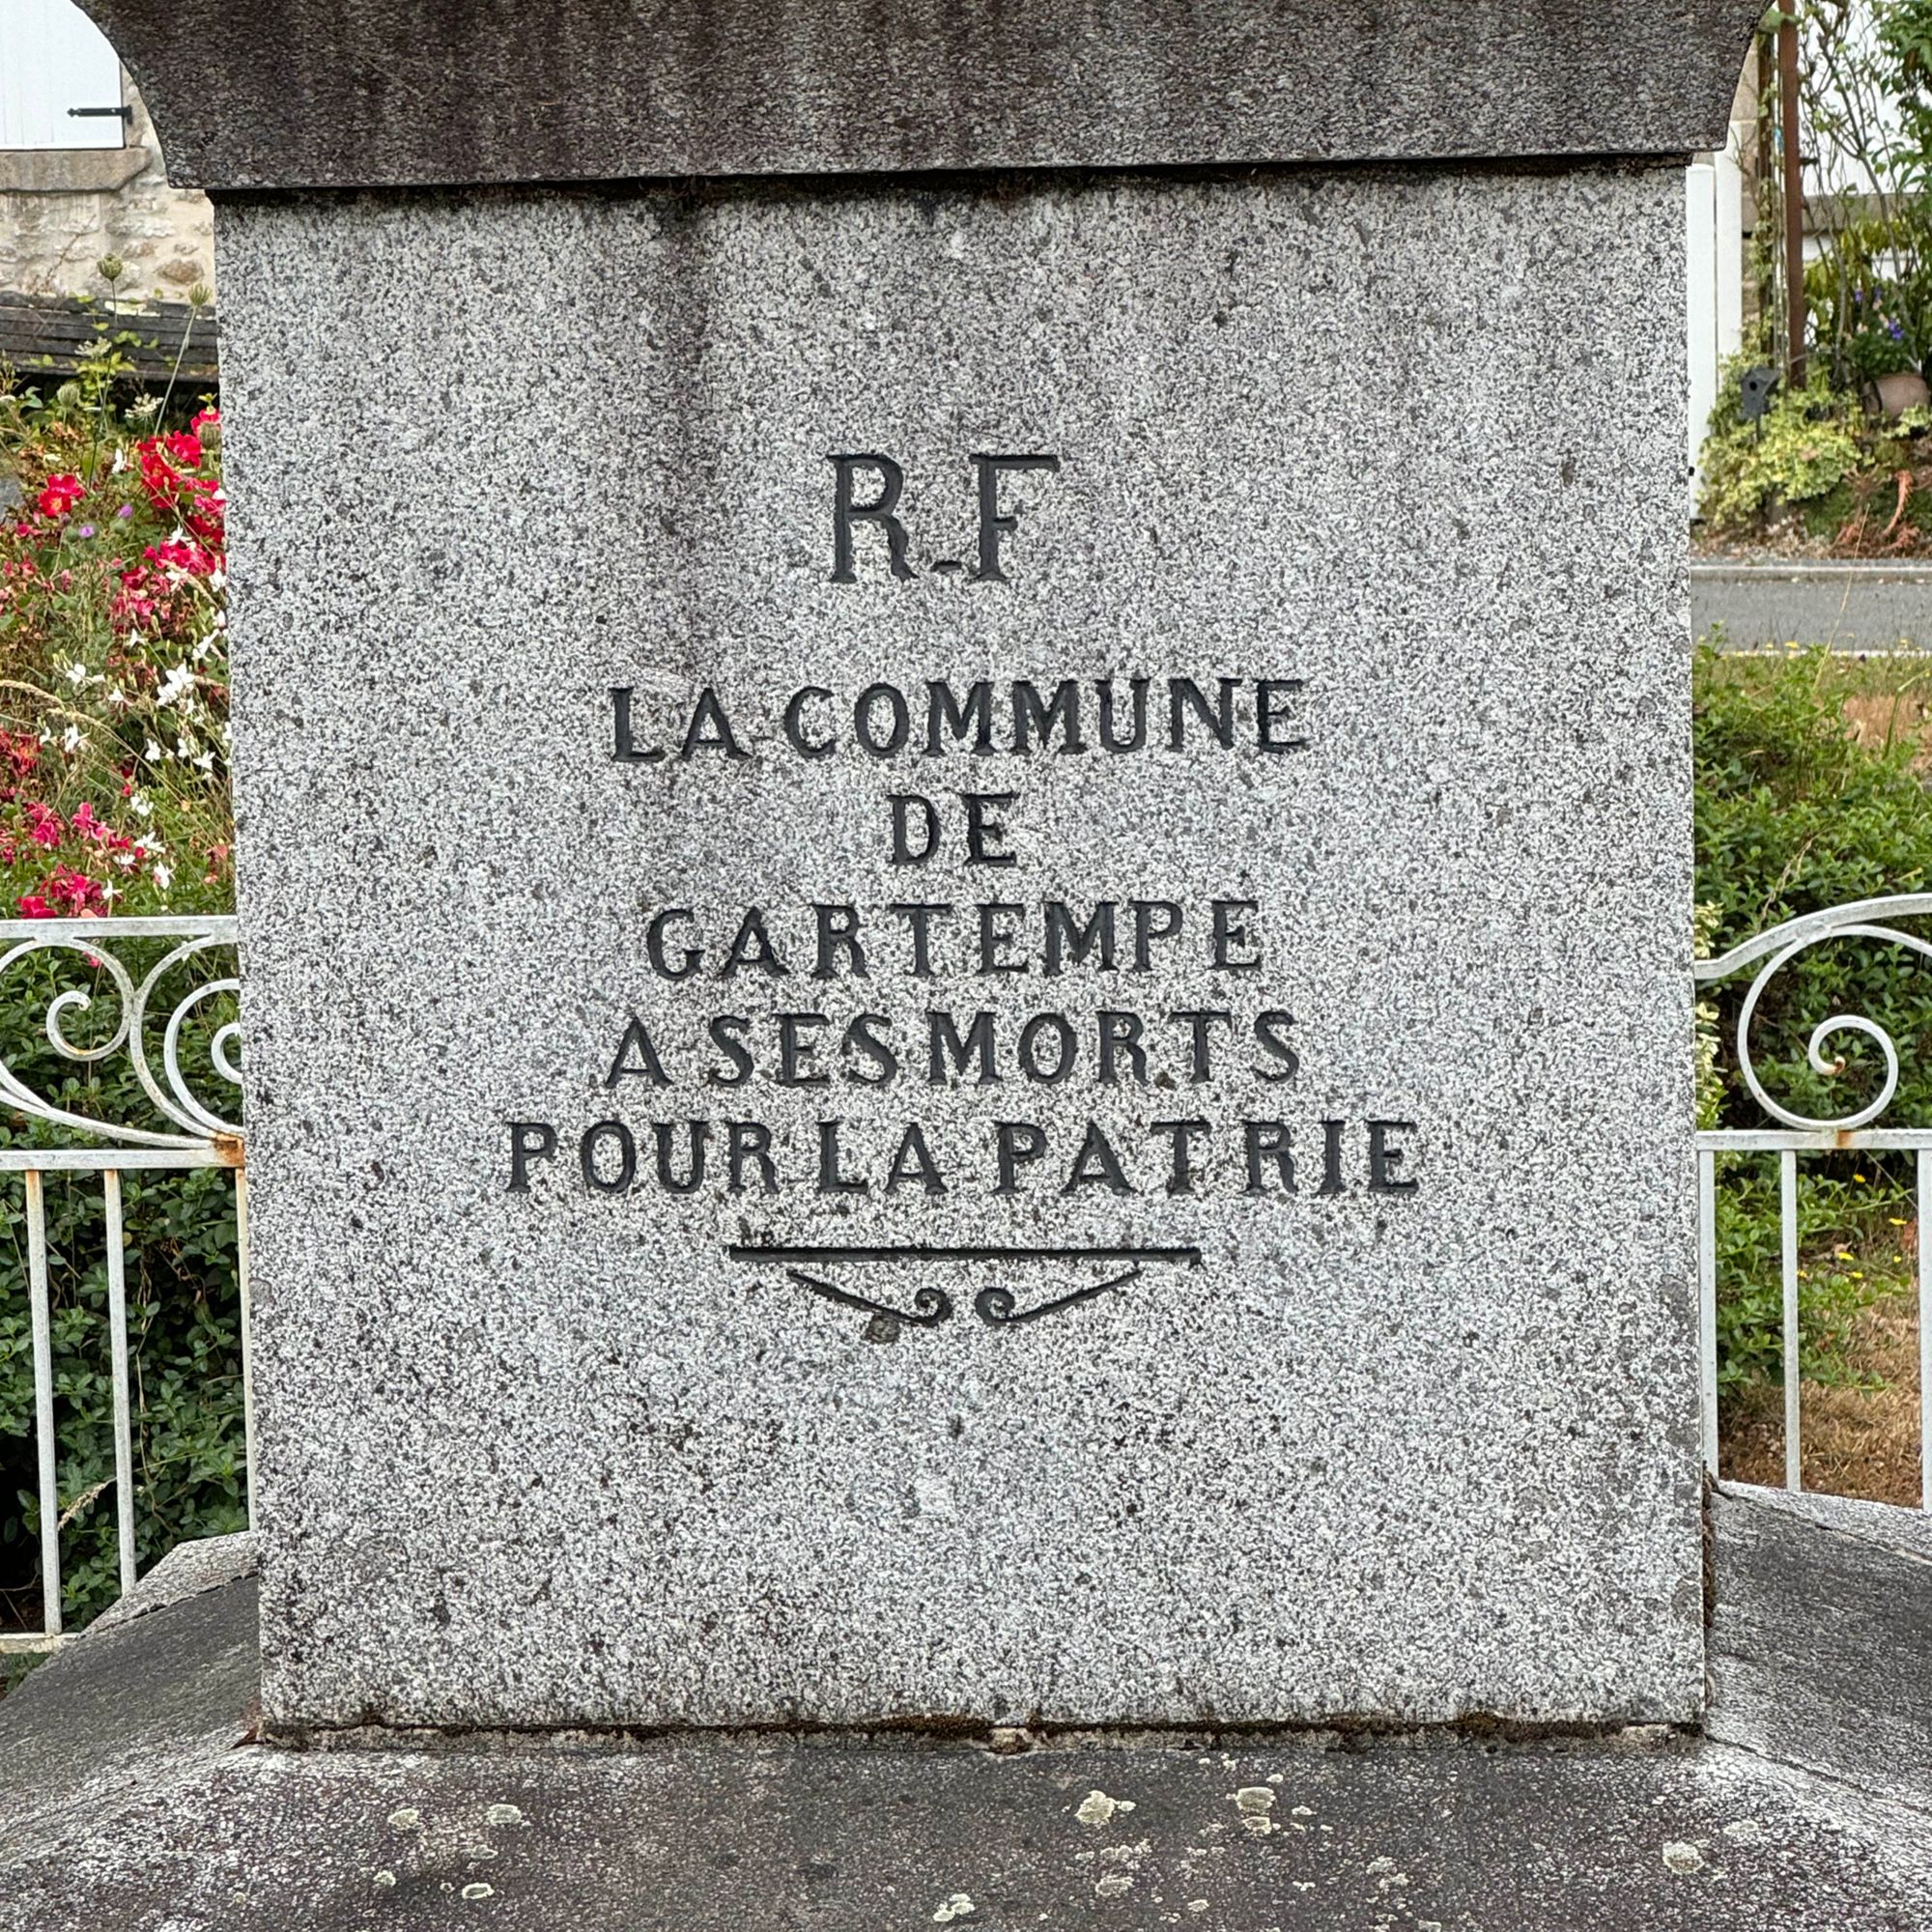 R.F
LA COMMUNE
DE
GARTEMPE
A SES MORTS
POUR LA PATRIE